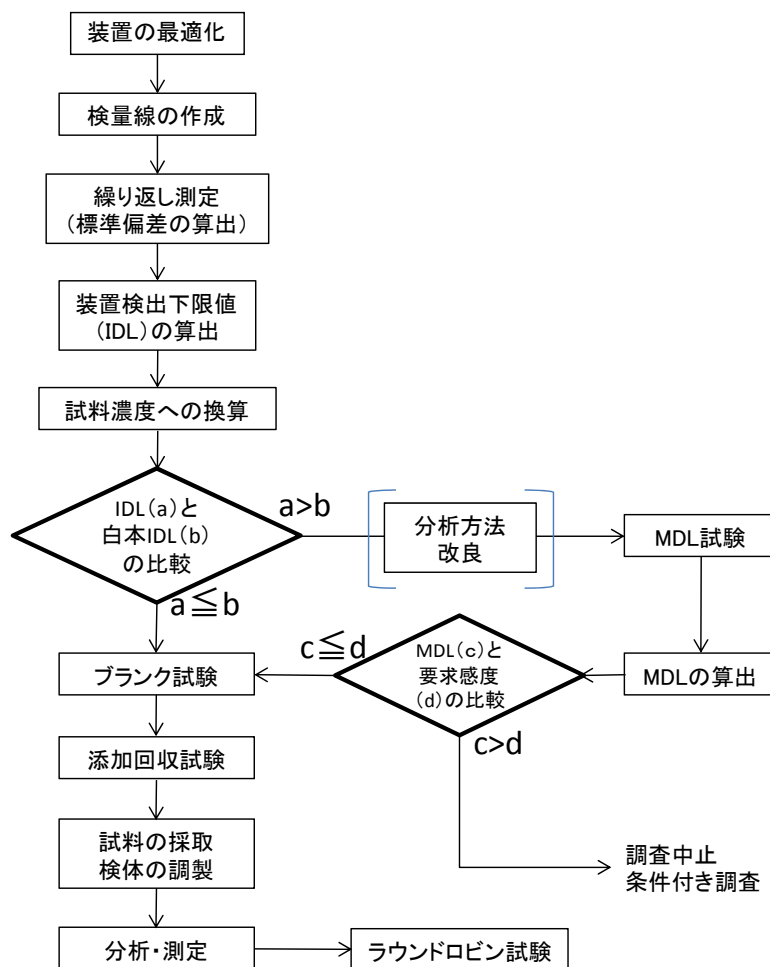 装置の最適化
検量線の作成
繰り返し測定
(標準偏差の算出)
装置検出下限値
(IDL)の算出
試料濃度への換算
IDL(a)と
白本IDL(b)
の比較
a>b
a≦b
分析方法
改良
MDL試験
MDLの算出
MDL(c)と
要求感度
(d)の比較
c≦d
c>d
ブランク試験
添加回収試験
試料の採取
検体の調製
調査中止
条件付き調査
分析・測定
ラウンドロビン試験